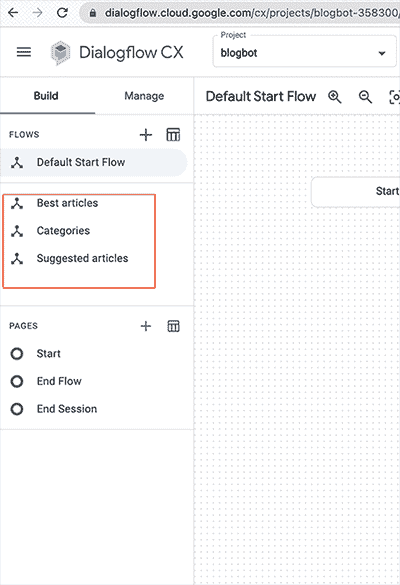 dialogflow.cloud.google.com/cx/projects/blogbot-358300/
Dialogflow CX
Project
blogbot
Build Manage
Default Start Flow
FLOWS
Default Start Flow
Start
Best articles
Categories
Suggested articles
PAGES
Start
End Flow
End Session